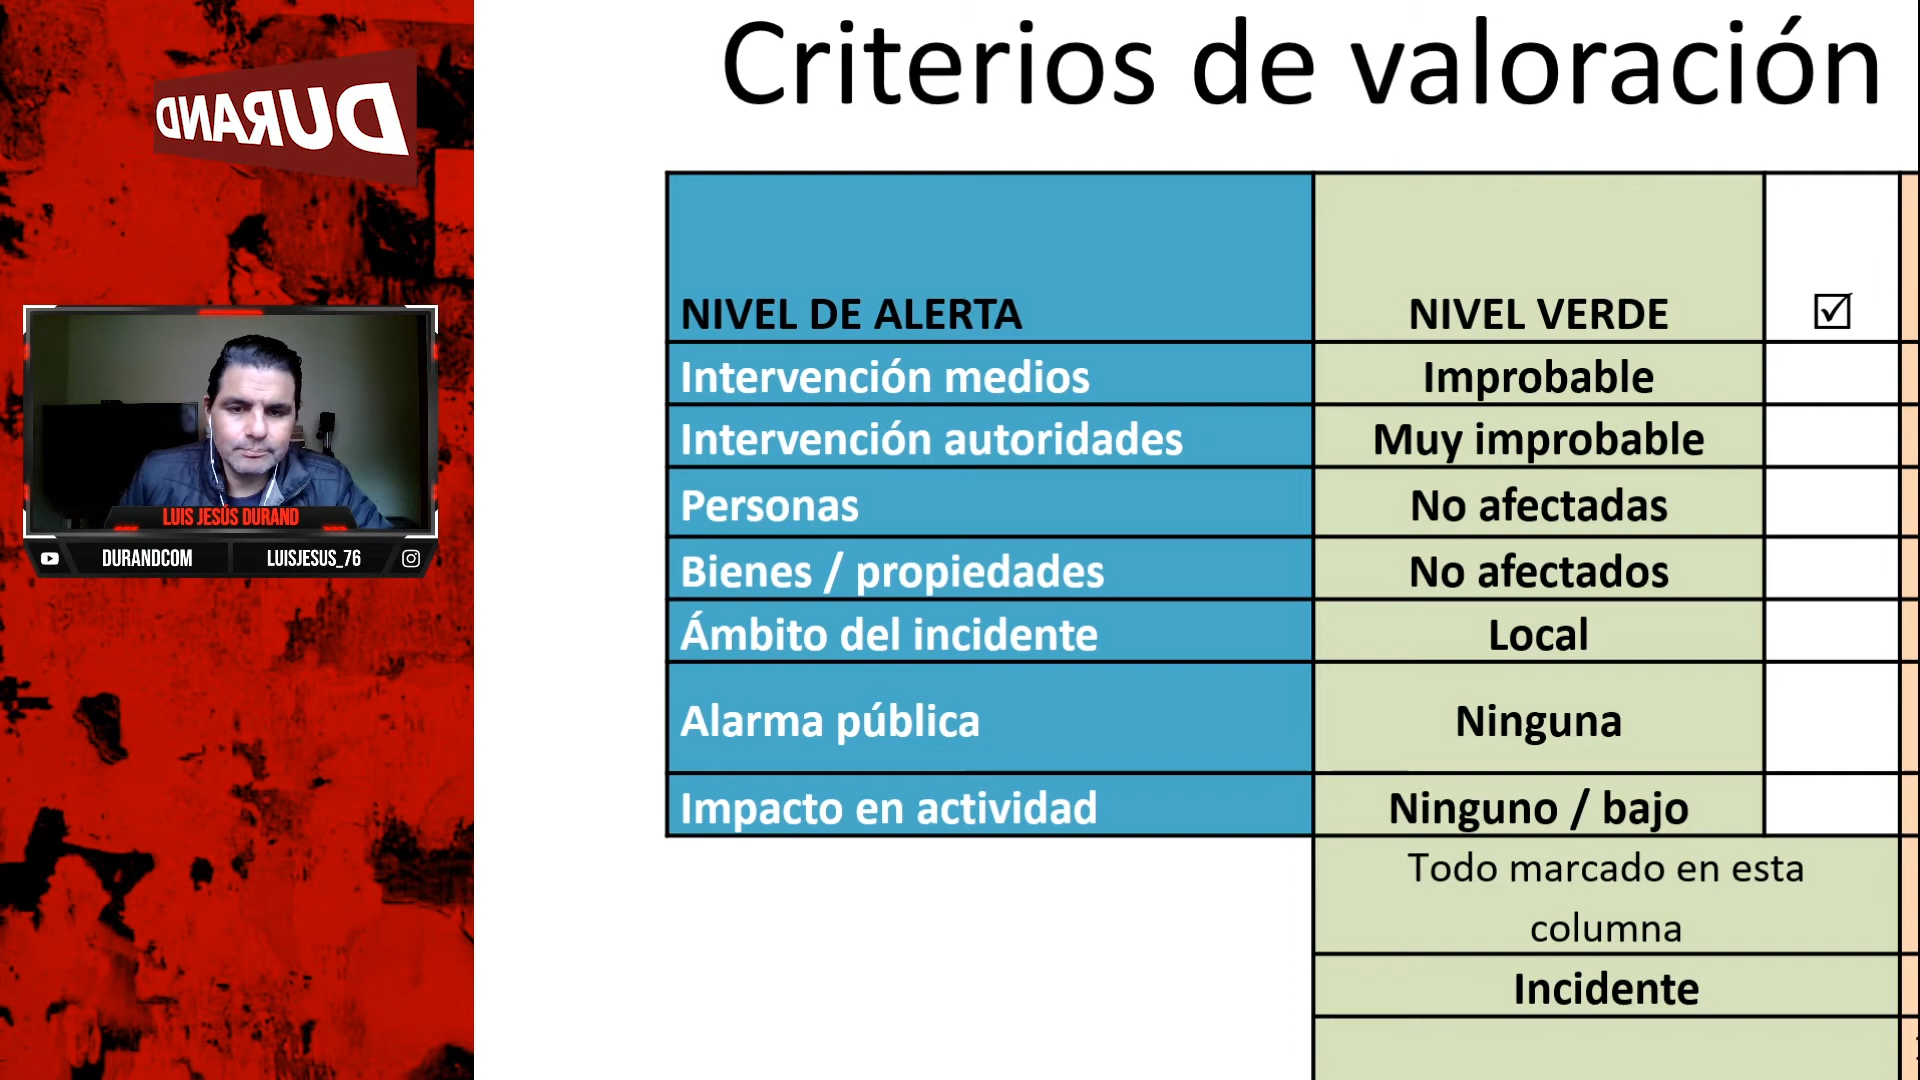 DURAND
LUIS JESÚS DURAND
DURANDCOM
LUISJESUS_76
Criterios de valoración
NIVEL DE ALERTA
NIVEL VERDE
☑
Intervención medios
Improbable
Intervención autoridades
Muy improbable
Personas
No afectadas
Bienes / propiedades
No afectados
Ámbito del incidente
Local
Alarma pública
Ninguna
Impacto en actividad
Ninguno / bajo
Todo marcado en esta
columna
Incidente